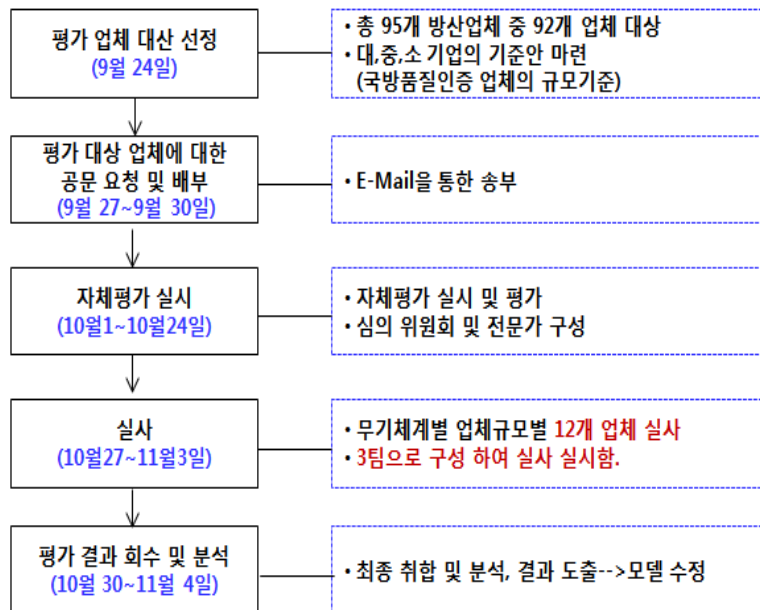 평가 업체 대산 선정
(9월 24일)
• 총 95개 방산업체 중 92개 업체 대상
• 대,중,소 기업의 기준안 마련
(국방품질인증 업체의 규모기준)
평가 대상 업체에 대한
공문 요청 및 배부
(9월 27~9월 30일)
• E-Mail을 통한 송부
자체평가 실시
(10월1~10월24일)
• 자체평가 실시 및 평가
• 심의 위원회 및 전문가 구성
실사
(10월27~11월3일)
• 무기체계별 업체규모별 12개 업체 실사
• 3팀으로 구성 하여 실사 실시함.
평가 결과 회수 및 분석
(10월 30~11월 4일)
• 최종 취합 및 분석, 결과 도출-->모델 수정